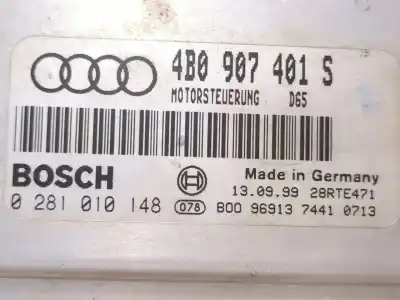 4B0 907 401 S
MOTORSTEUERUNG D65
BOSCH
Made in Germany
13.09.99 28RTE471
0 281 010 148 078 B00 96913 7441 0713